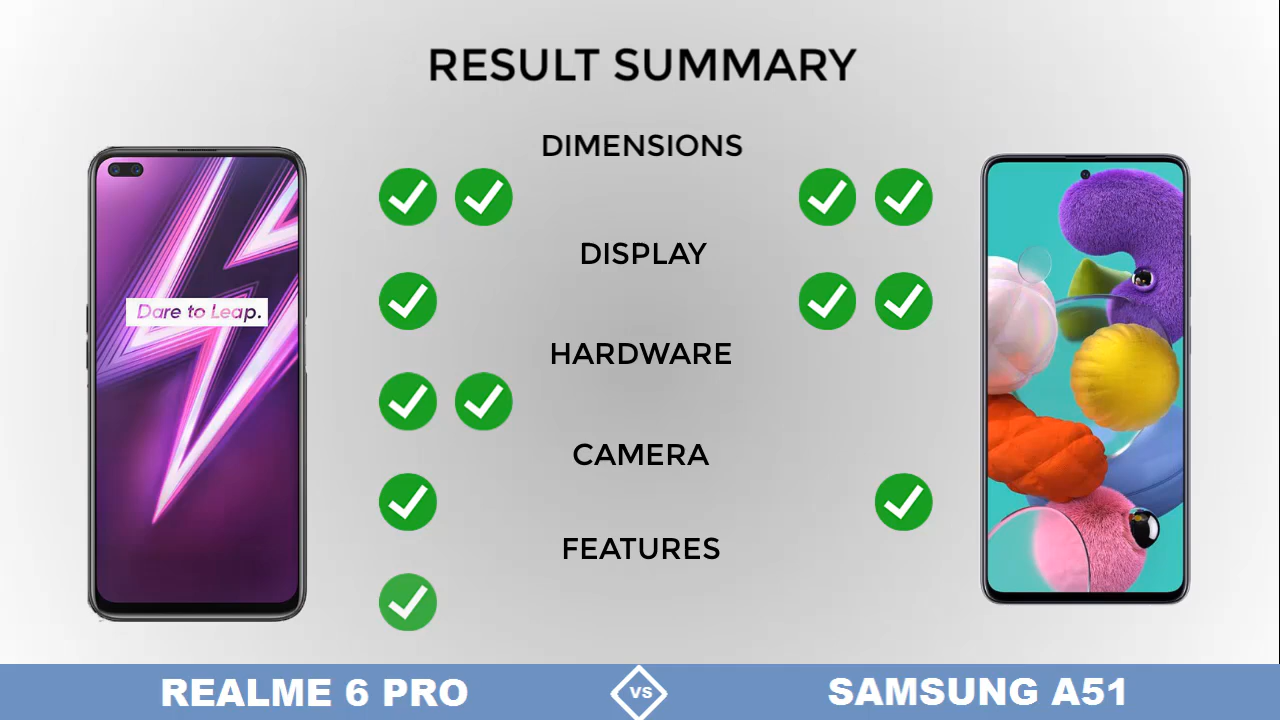 RESULT SUMMARY
DIMENSIONS
DISPLAY
Dare to Leap.
HARDWARE
CAMERA
FEATURES
REALME 6 PRO
VS
SAMSUNG A51